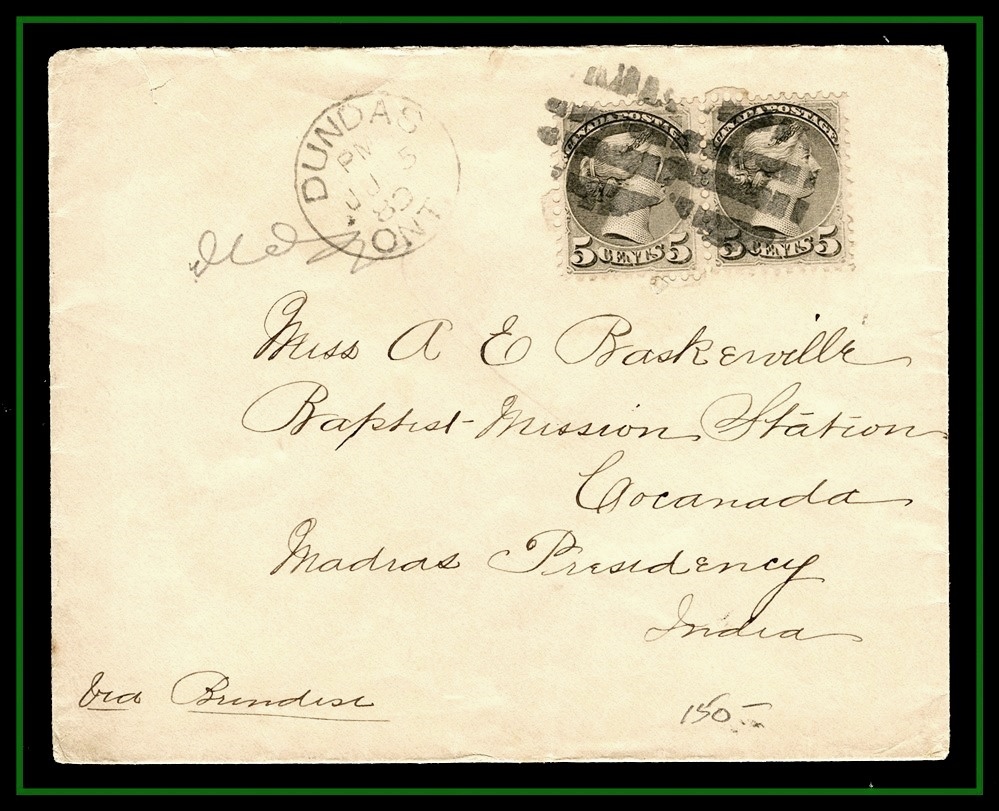 DUNDAS
PM 5
JU
89
ONT
CANADA POSTAGE
5 CENTS 5
CANADA POSTAGE
5 CENTS 5
Miss A E Baskerville
Baptist Mission Station
Cocanada
Madras Presidency
India
Via Brindisi
150-